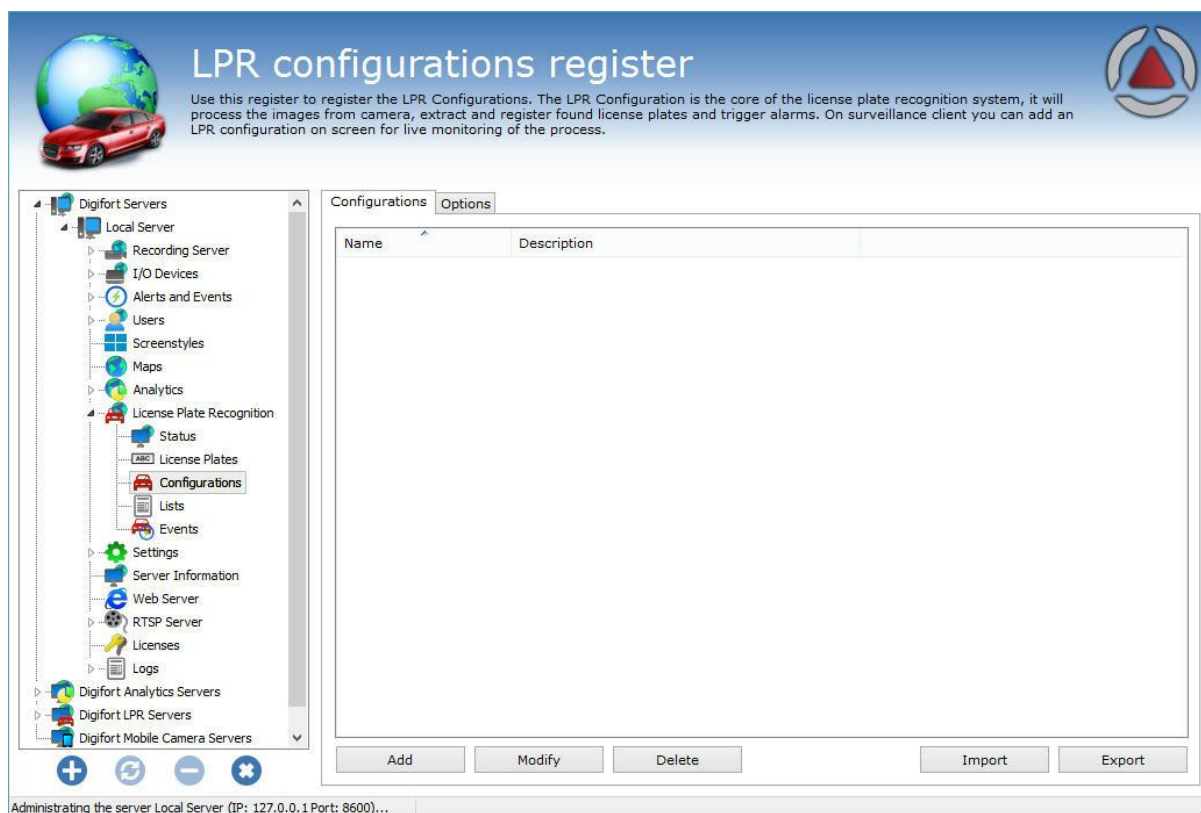 LPR configurations register
Use this register to register the LPR Configurations. The LPR Configuration is the core of the license plate recognition system, it will
process the images from camera, extract and register found license plates and trigger alarms. On surveillance client you can add an
LPR configuration on screen for live monitoring of the process.
Digifort Servers
Local Server
Recording Server
I/O Devices
Alerts and Events
Users
Screenstyles
Maps
Analytics
License Plate Recognition
Status
ABC License Plates
Configurations
Lists
Events
Settings
Server Information
Web Server
RTSP Server
Licenses
Logs
Digifort Analytics Servers
Digifort LPR Servers
Digifort Mobile Camera Servers
Configurations Options
Name Description
Add Modify Delete Import Export
Administrating the server Local Server (IP: 127.0.0.1 Port: 8600)...